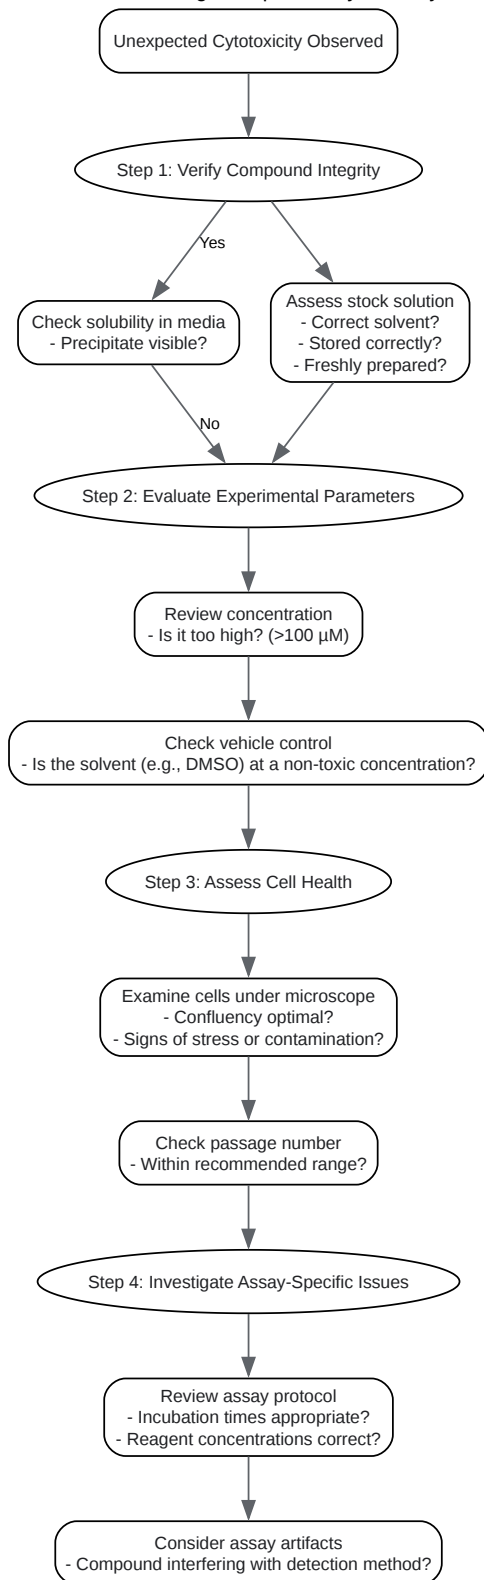 Unexpected Cytotoxicity Observed
Step 1: Verify Compound Integrity
Yes
Check solubility in media
- Precipitate visible?
Assess stock solution
- Correct solvent?
- Stored correctly?
- Freshly prepared?
No
Step 2: Evaluate Experimental Parameters
Review concentration
- Is it too high? (>100 µM)
Check vehicle control
- Is the solvent (e.g., DMSO) at a non-toxic concentration?
Step 3: Assess Cell Health
Examine cells under microscope
- Confluency optimal?
- Signs of stress or contamination?
Check passage number
- Within recommended range?
Step 4: Investigate Assay-Specific Issues
Review assay protocol
- Incubation times appropriate?
- Reagent concentrations correct?
Consider assay artifacts
- Compound interfering with detection method?